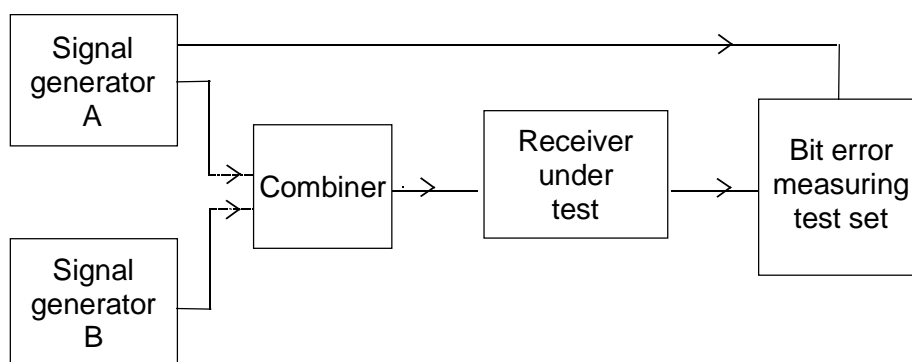 Signal
generator
A
Combiner
Receiver
under
test
Bit error
measuring
test set
Signal
generator
B